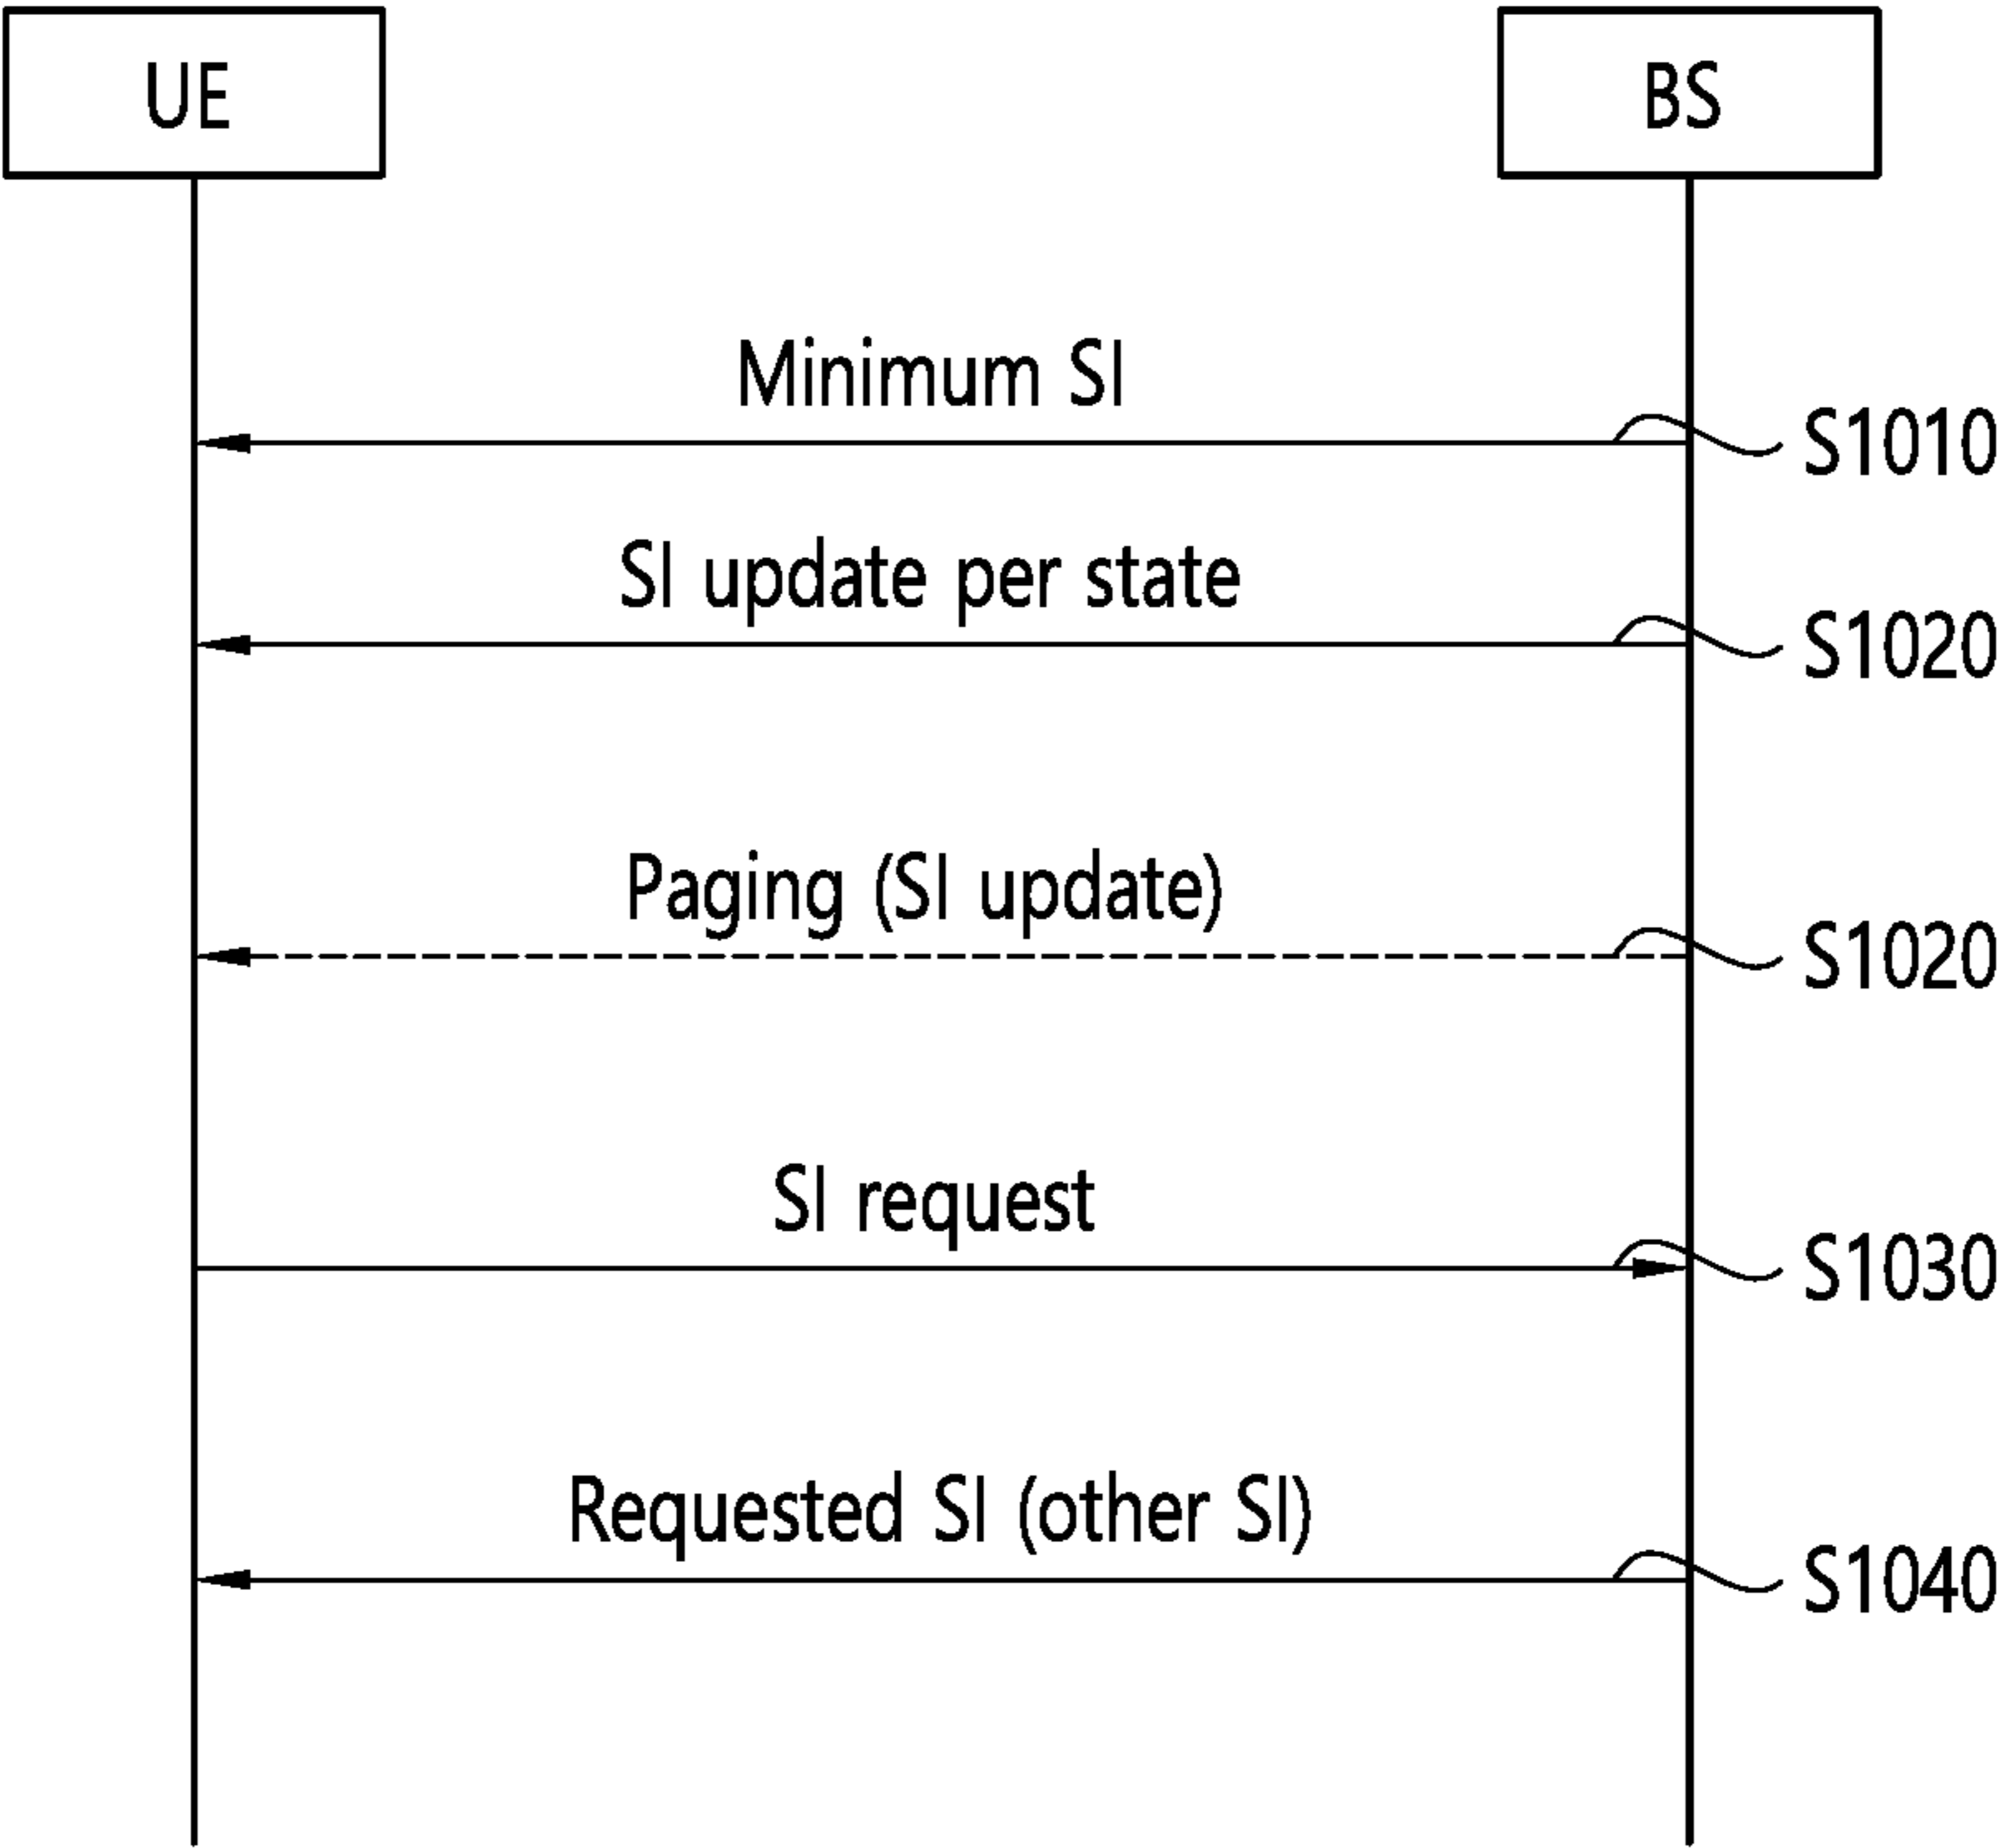 UE
BS
Minimum SI
S1010
SI update per state
S1020
Paging (SI update)
S1020
SI request
S1030
Requested SI (other SI)
S1040